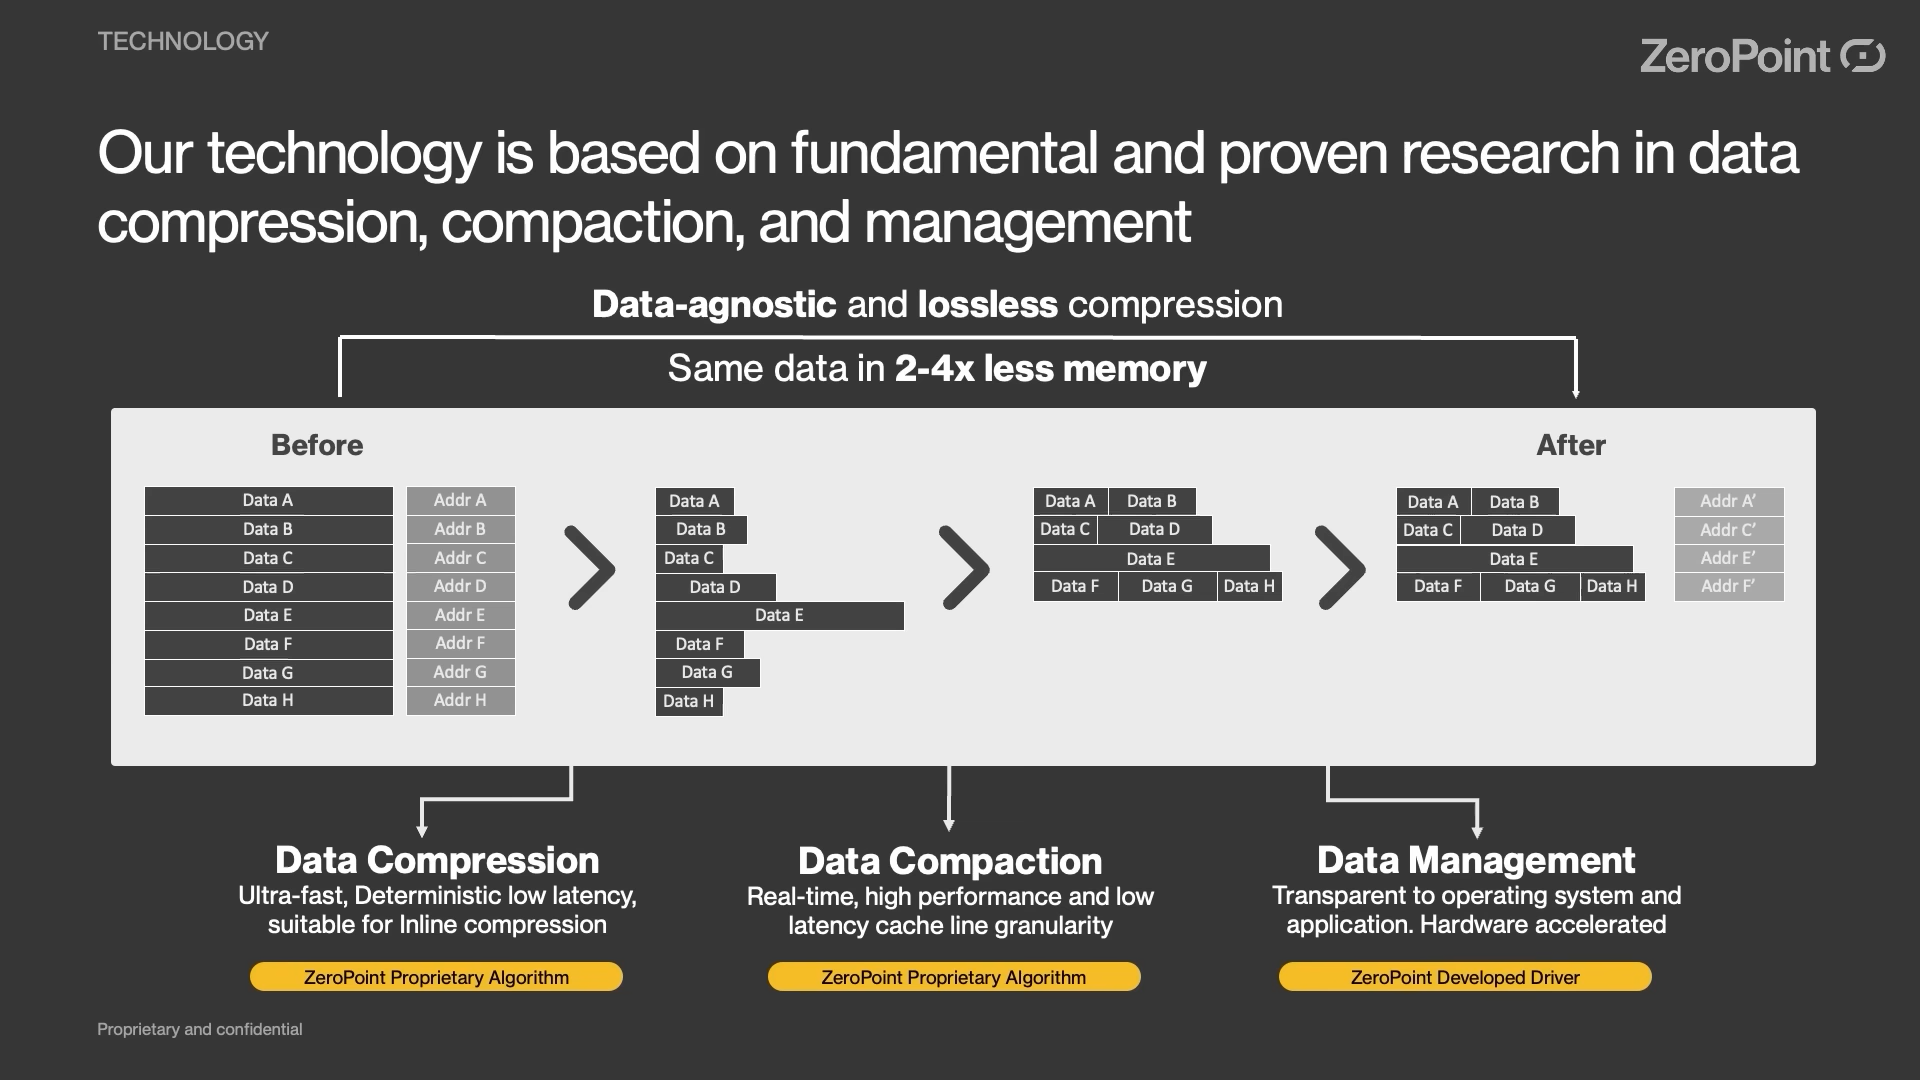 TECHNOLOGY
ZeroPoint
Our technology is based on fundamental and proven research in data
compression, compaction, and management
Data-agnostic and lossless compression
Same data in 2-4x less memory
Before
After
Data A
Data B
Data C
Data D
Data E
Data F
Data G
Data H
Addr A
Addr B
Addr C
Addr D
Addr E
Addr F
Addr G
Addr H
Data A
Data B
Data C
Data D
Data E
Data F
Data G
Data H
Data A Data B
Data C Data D
Data E
Data F Data G Data H
Data A Data B
Data C Data D
Data E
Data F Data G Data H
Addr A’
Addr C’
Addr E’
Addr F’
Data Compression
Ultra-fast, Deterministic low latency,
suitable for Inline compression
ZeroPoint Proprietary Algorithm
Data Compaction
Real-time, high performance and low
latency cache line granularity
ZeroPoint Proprietary Algorithm
Data Management
Transparent to operating system and
application. Hardware accelerated
ZeroPoint Developed Driver
Proprietary and confidential